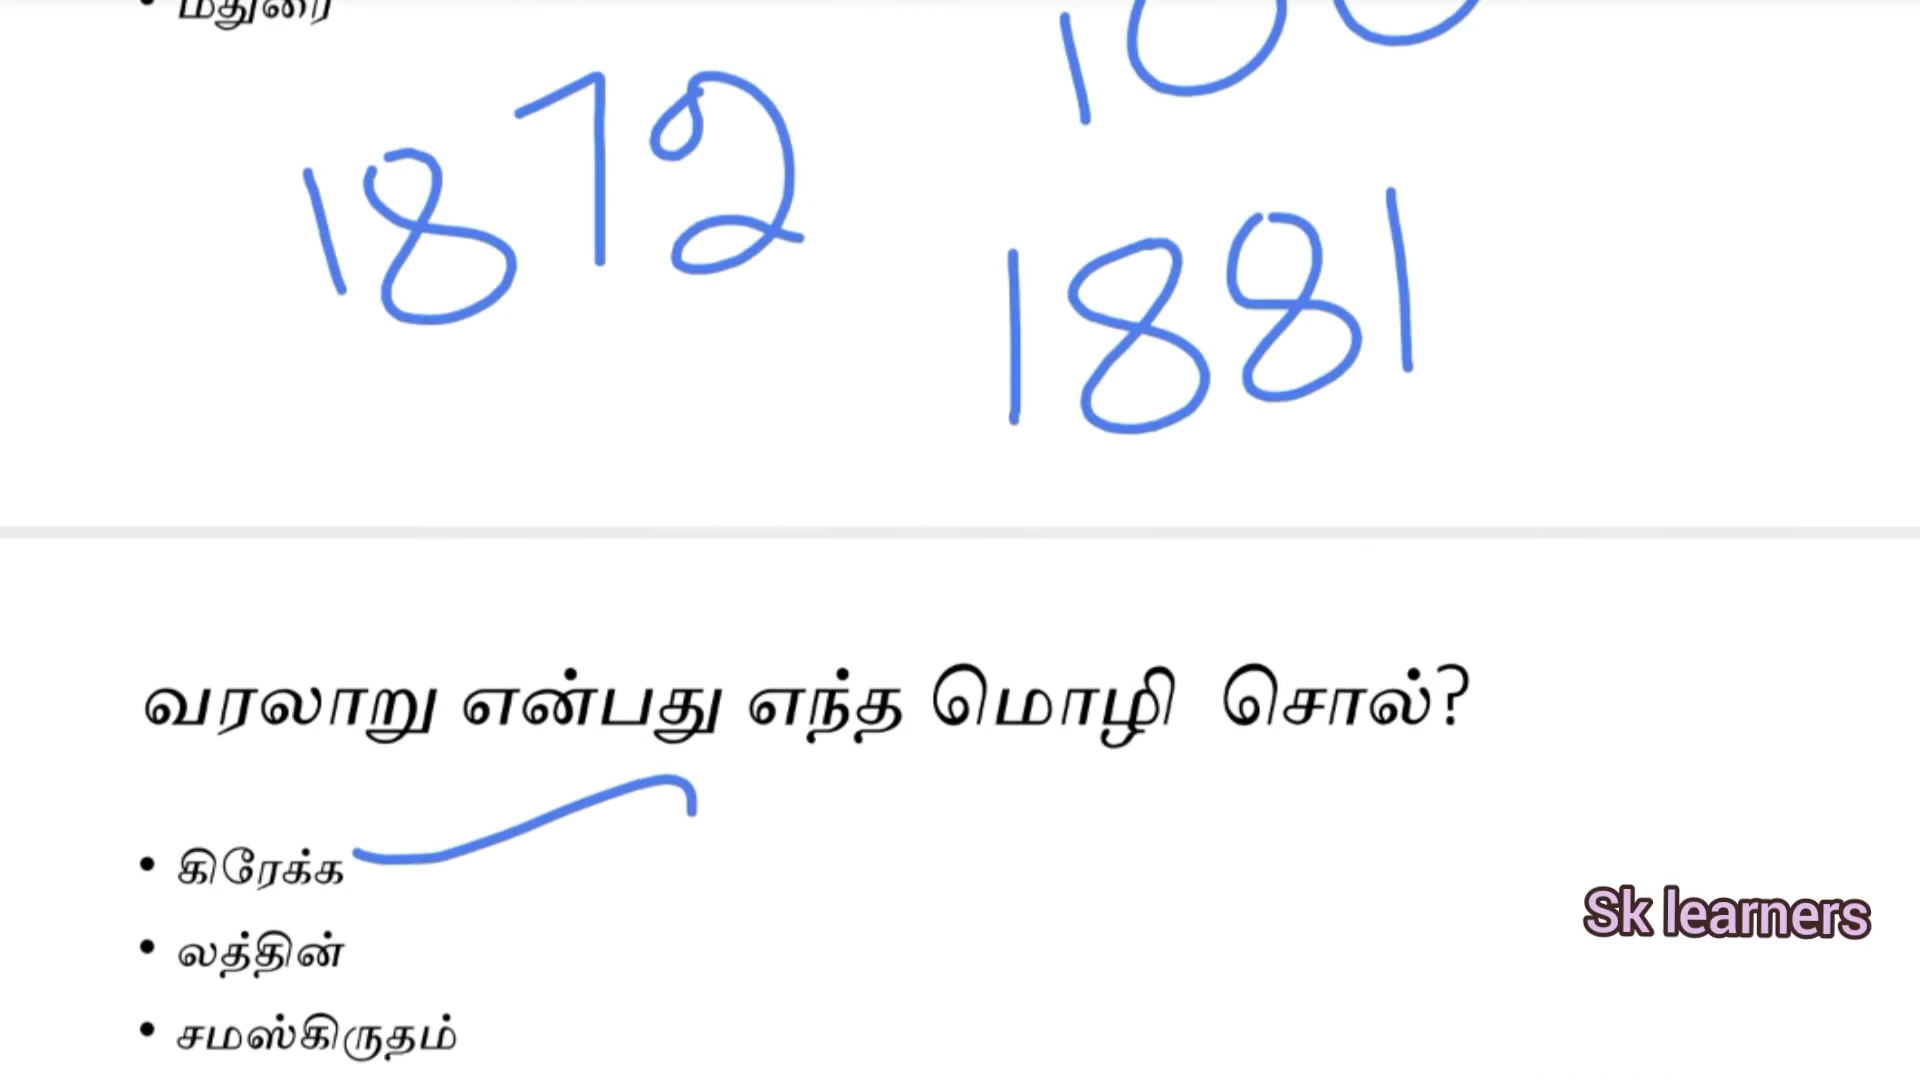 • மதுரை
1872
1881
வரலாறு என்பது எந்த மொழி சொல்?
• கிரேக்க
• லத்தின்
• சமஸ்கிருதம்
Sk learners